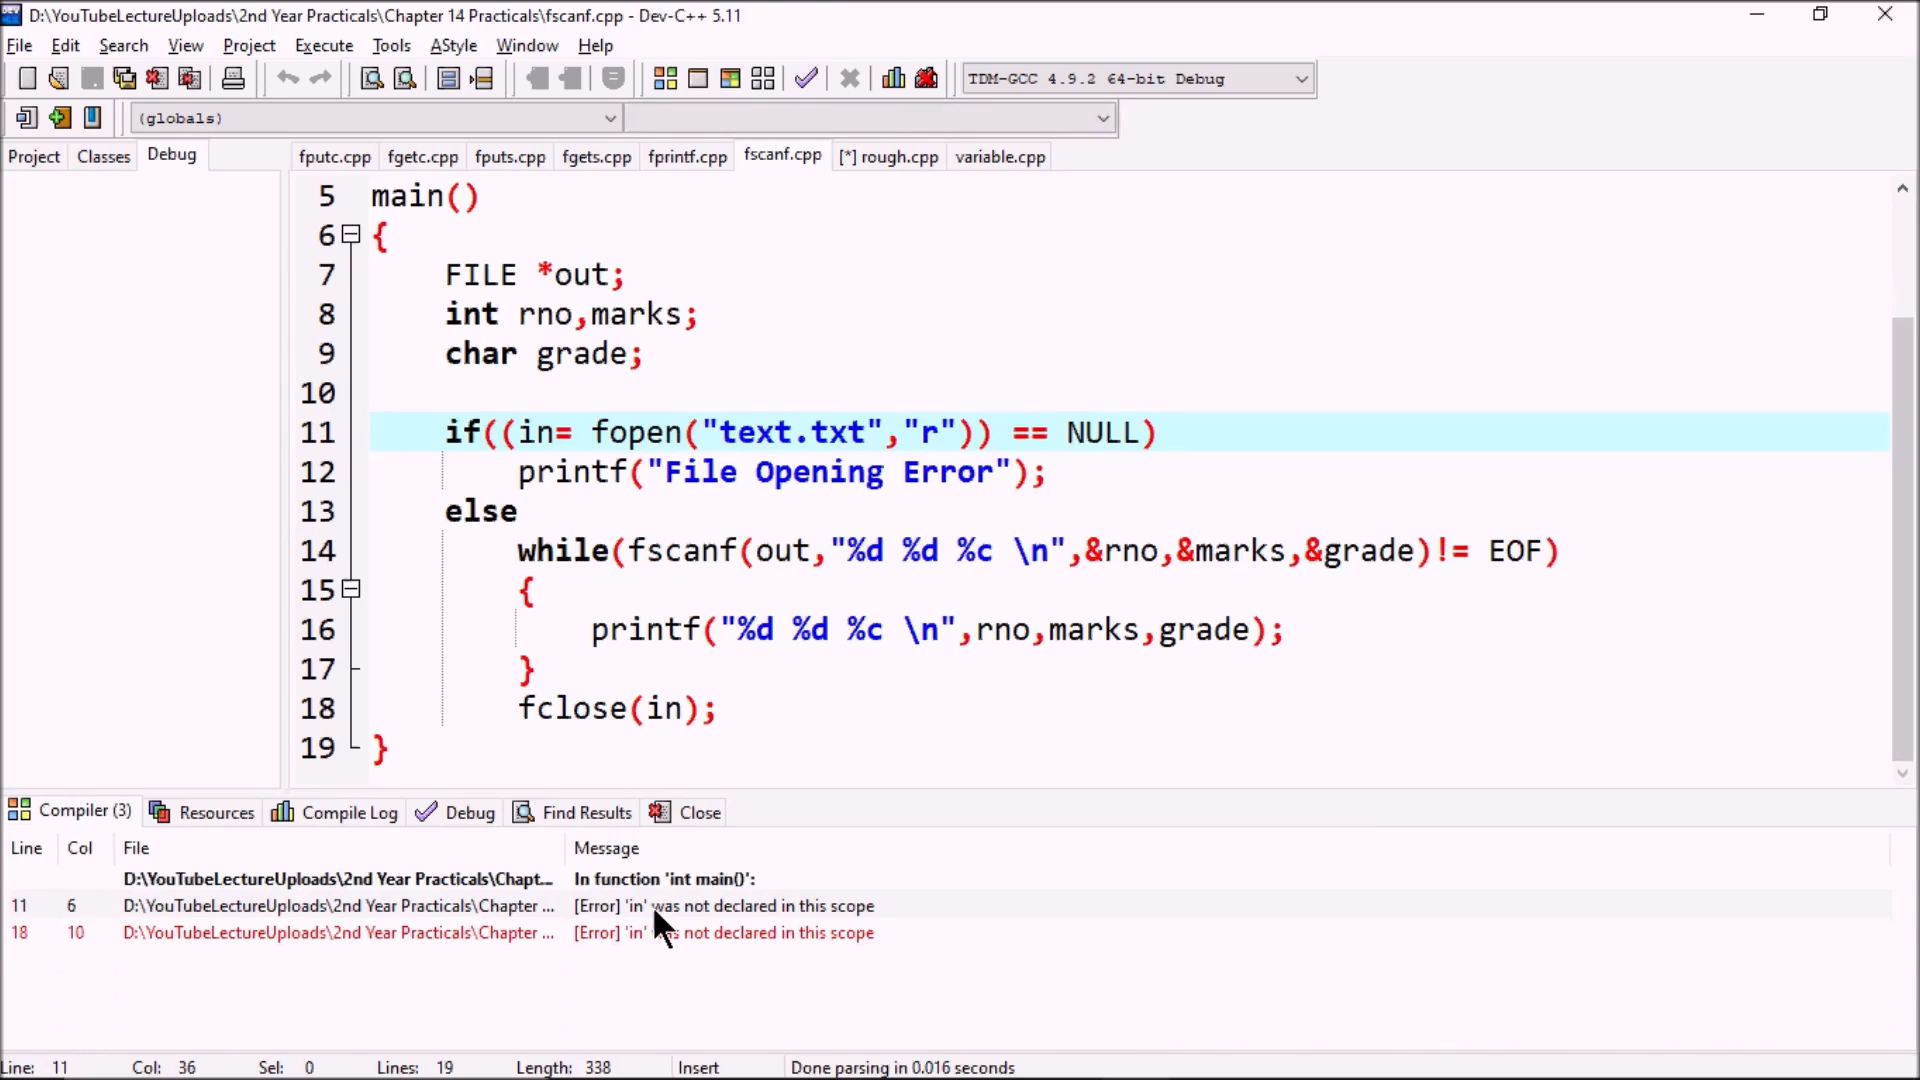 D:\YouTubeLectureUploads\2nd Year Practicals\Chapter 14 Practicals\fscanf.cpp - Dev-C++ 5.11
File Edit Search View Project Execute Tools AStyle Window Help
TDM-GCC 4.9.2 64-bit Debug
(globals)
Project Classes Debug fputc.cpp fgetc.cpp fputs.cpp fgets.cpp fprintf.cpp fscanf.cpp [*] rough.cpp variable.cpp
5 main()
6 {
7 FILE *out;
8 int rno,marks;
9 char grade;
10
11 if((in= fopen("text.txt","r")) == NULL)
12 printf("File Opening Error");
13 else
14 while(fscanf(out,"%d %d %c \n",&rno,&marks,&grade)!= EOF)
15 {
16 printf("%d %d %c \n",rno,marks,grade);
17 }
18 fclose(in);
19 }
Compiler (3) Resources Compile Log Debug Find Results Close
Line Col File Message
D:\YouTubeLectureUploads\2nd Year Practicals\Chapt... In function 'int main()':
11 6 D:\YouTubeLectureUploads\2nd Year Practicals\Chapter ... [Error] 'in' was not declared in this scope
18 10 D:\YouTubeLectureUploads\2nd Year Practicals\Chapter ... [Error] 'in' was not declared in this scope
Line: 11 Col: 36 Sel: 0 Lines: 19 Length: 338 Insert Done parsing in 0.016 seconds